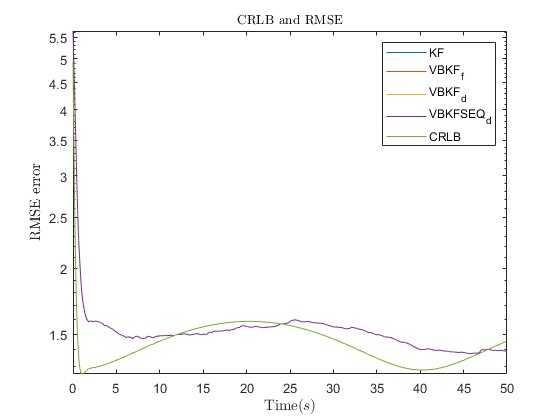 CRLB and RMSE
RMSE error
5.5
5
4.5
4
3.5
3
2.5
2
1.5
KF
VBKF_f
VBKF_d
VBKFSEQ_d
CRLB
0 5 10 15 20 25 30 35 40 45 50
Time(s)